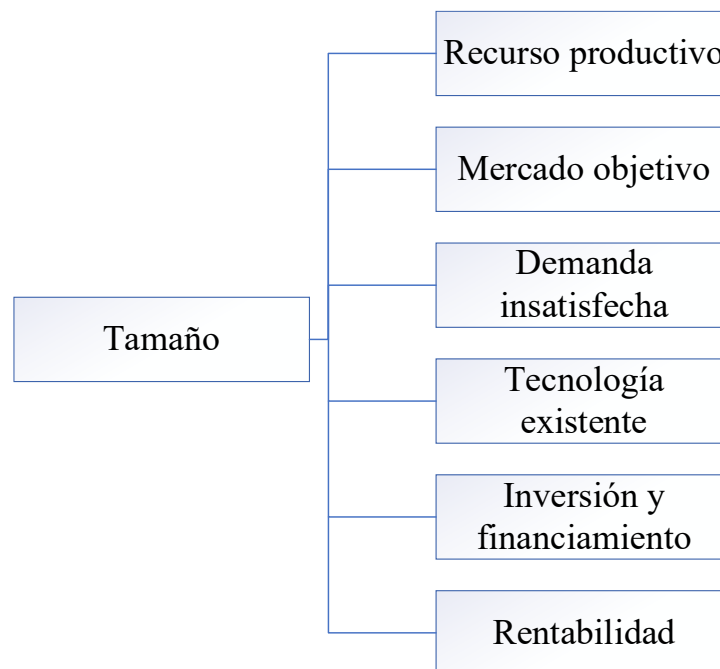 Recurso productivo
Mercado objetivo
Demanda
insatisfecha
Tamaño
Tecnología
existente
Inversión y
financiamiento
Rentabilidad